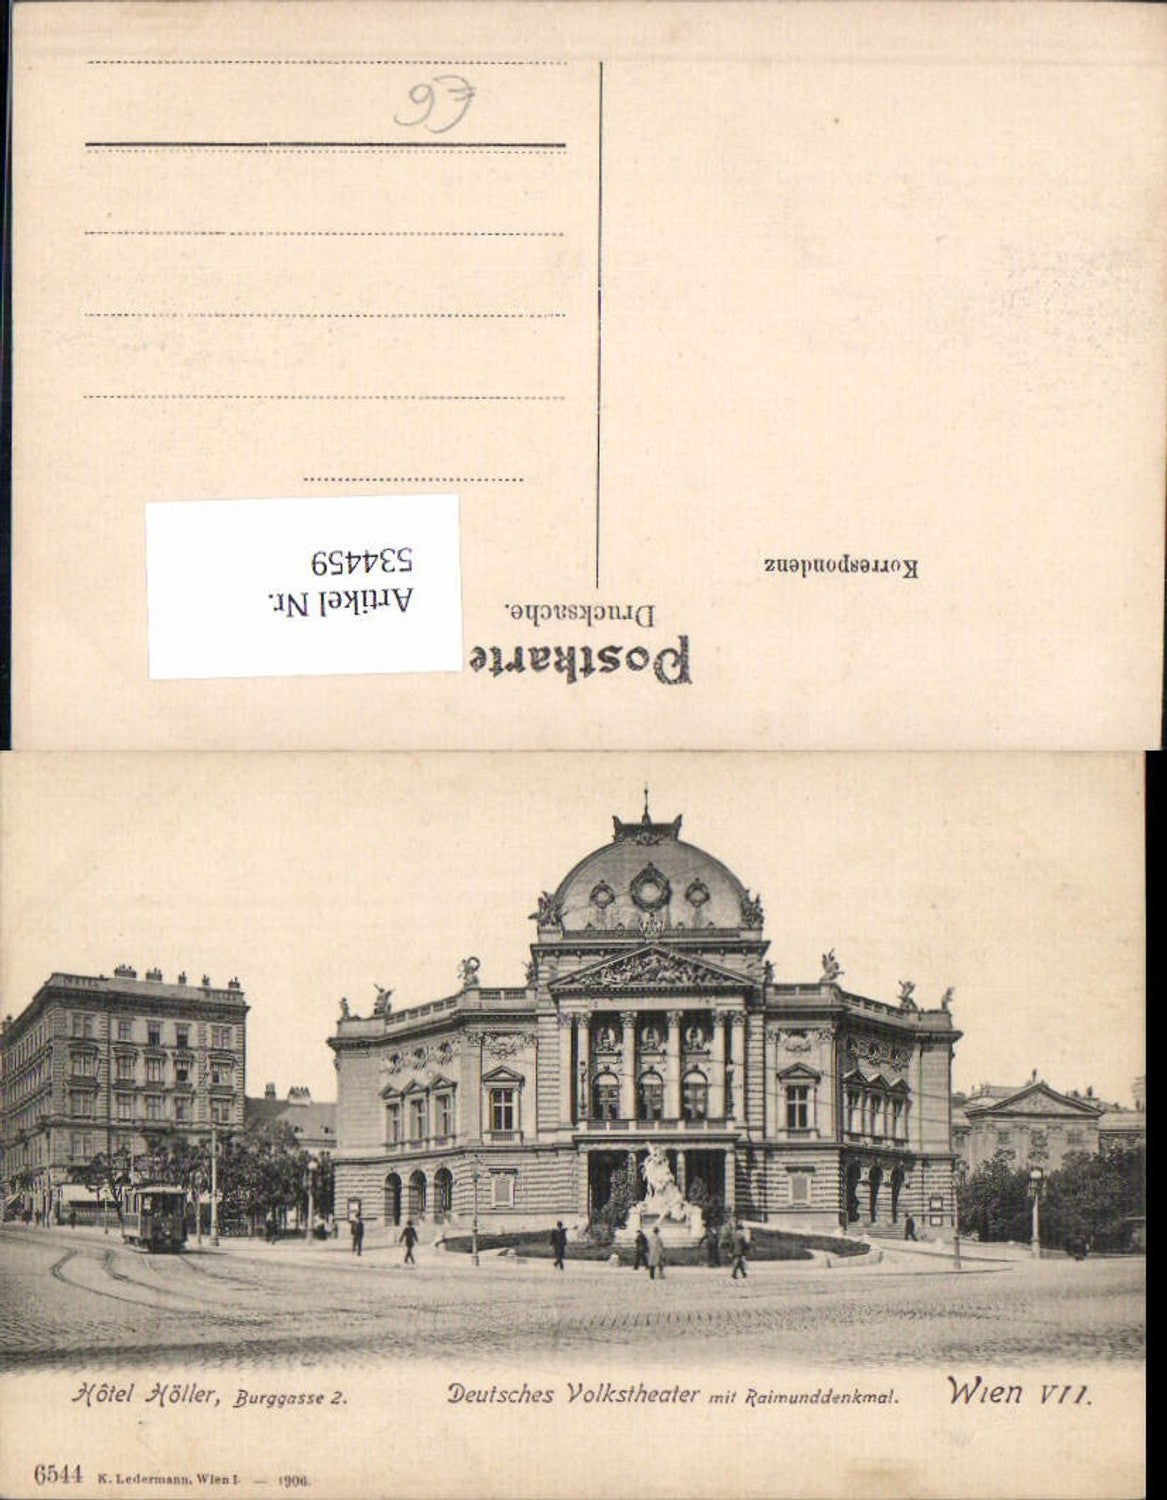 Postkarte
Drucksache.
Korrespondenz
Artikel Nr.
534459
Hôtel Höller, Burggasse 2. Deutsches Volkstheater mit Raimunddenkmal. Wien VII.
6544 K. Ledermann, Wien I. — 1906.